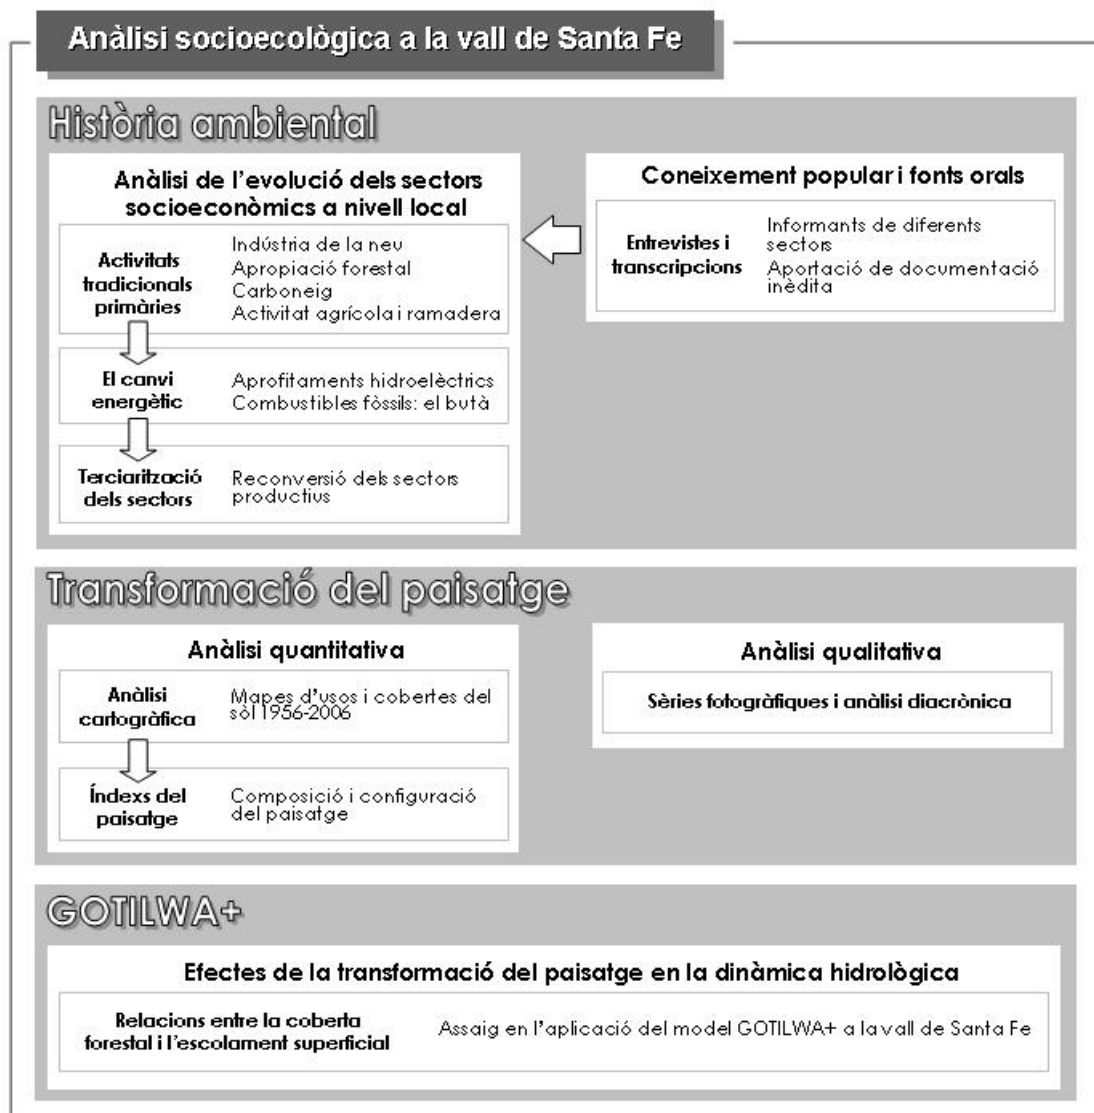 Anàlisi socioecològica a la vall de Santa Fe
Història ambiental
Anàlisi de l'evolució dels sectors
socioeconòmics a nivell local
Activitats
tradicionals
primàries
Indústria de la neu
Apropiació forestal
Carboneig
Activitat agrícola i ramadera
El canvi
energètic
Aprofitaments hidroelèctrics
Combustibles fòssils: el butà
Terciarització
dels sectors
Reconversió dels sectors
productius
Coneixement popular i fonts orals
Entrevistes i
transcripcions
Informants de diferents
sectors
Aportació de documentació
inèdita
Transformació del paisatge
Anàlisi quantitativa
Anàlisi
cartogràfica
Mapes d'usos i cobertes del
sòl 1956-2006
Índexs del
paisatge
Composició i configuració
del paisatge
Anàlisi qualitativa
Sèries fotogràfiques i anàlisi diacrònica
GOTILWA+
Efectes de la transformació del paisatge en la dinàmica hidrològica
Relacions entre la coberta
forestal i l'escolament superficial
Assaig en l'aplicació del model GOTILWA+ a la vall de Santa Fe